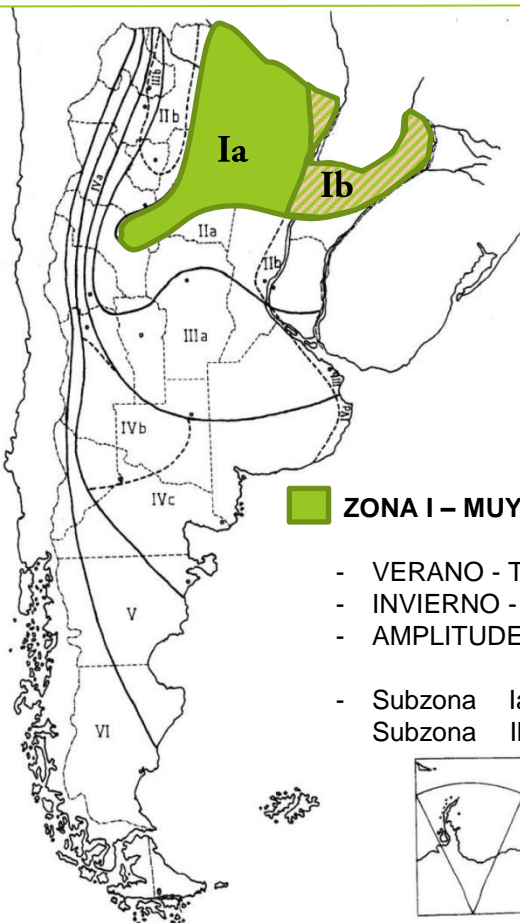 IIIb
IIb
IVa
Ia
Ib
IIa
IIb
IIIa
IVb
IVc
V
VI
ZONA I – MUY
- VERANO - T
- INVIERNO -
- AMPLITUDE
- Subzona Ia
Subzona II